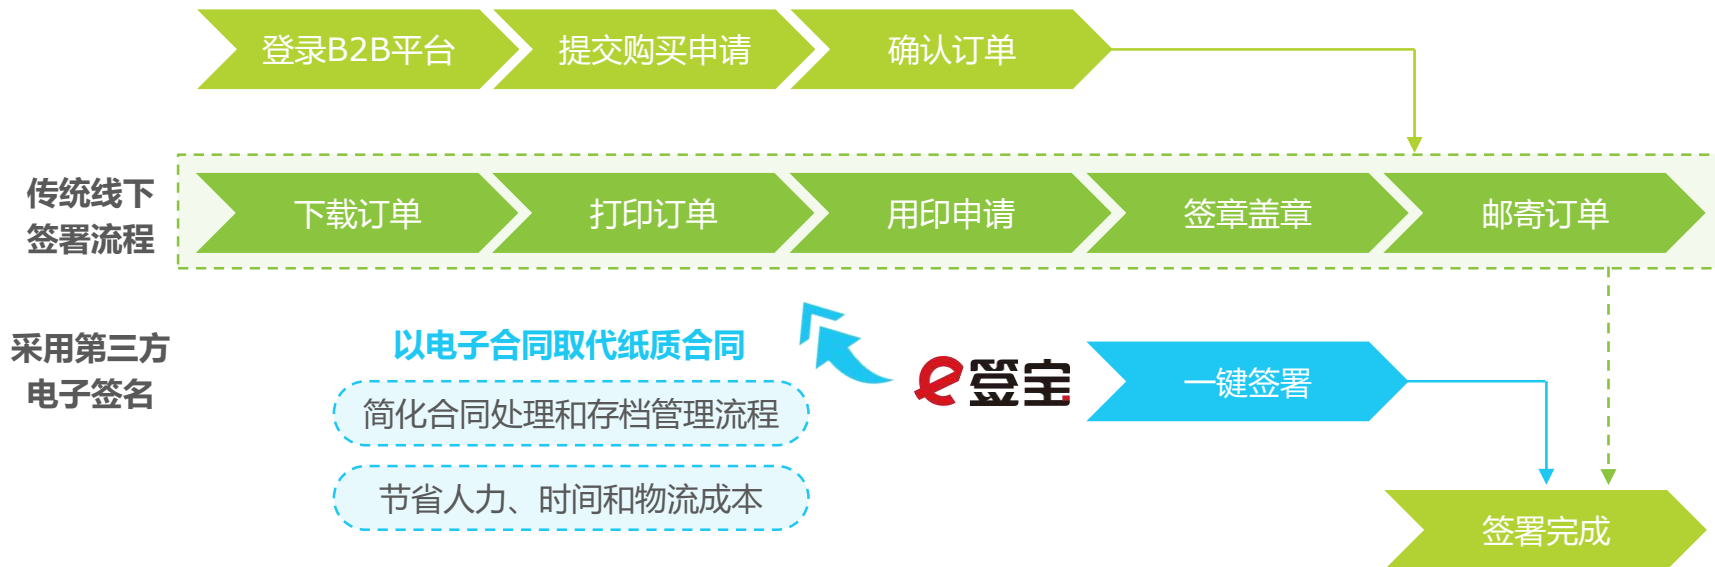 登录B2B平台
提交购买申请
确认订单
传统线下
签署流程
下载订单
打印订单
用印申请
签章盖章
邮寄订单
采用第三方
电子签名
以电子合同取代纸质合同
简化合同处理和存档管理流程
节省人力、时间和物流成本
e签宝
一键签署
签署完成